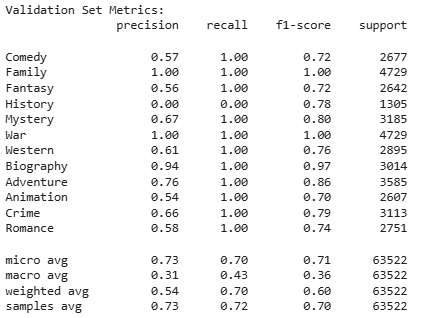 Validation Set Metrics:
precision recall f1-score support
Comedy 0.57 1.00 0.72 2677
Family 1.00 1.00 1.00 4729
Fantasy 0.56 1.00 0.72 2642
History 0.00 0.00 0.78 1305
Mystery 0.67 1.00 0.80 3185
War 1.00 1.00 1.00 4729
Western 0.61 1.00 0.76 2895
Biography 0.94 1.00 0.97 3014
Adventure 0.76 1.00 0.86 3585
Animation 0.54 1.00 0.70 2607
Crime 0.66 1.00 0.79 3113
Romance 0.58 1.00 0.74 2751
micro avg 0.73 0.70 0.71 63522
macro avg 0.31 0.43 0.36 63522
weighted avg 0.54 0.70 0.60 63522
samples avg 0.73 0.72 0.70 63522